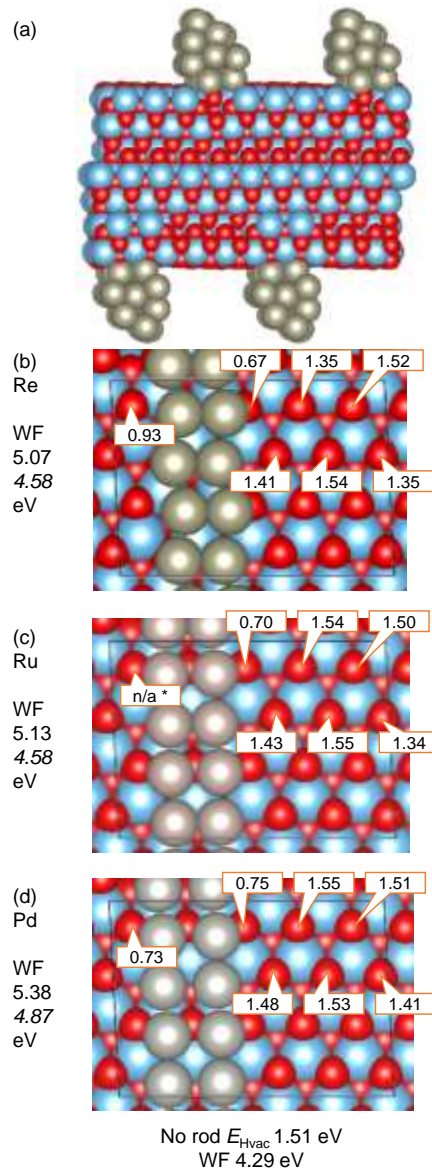 (a)
(b)
Re
WF
5.07
4.58
eV
0.67 1.35 1.52
0.93
1.41 1.54 1.35
(c)
Ru
WF
5.13
4.58
eV
0.70 1.54 1.50
n/a *
1.43 1.55 1.34
(d)
Pd
WF
5.38
4.87
eV
0.75 1.55 1.51
0.73
1.48 1.53 1.41
No rod EHvac 1.51 eV
WF 4.29 eV